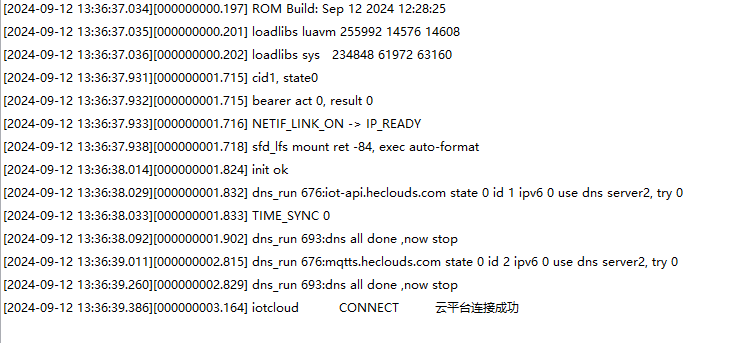 [2024-09-12 13:36:37.034][000000000.197] ROM Build: Sep 12 2024 12:28:25
[2024-09-12 13:36:37.035][000000000.201] loadlibs luavm 255992 14576 14608
[2024-09-12 13:36:37.036][000000000.202] loadlibs sys   234848 61972 63160
[2024-09-12 13:36:37.931][000000001.715] cid1, state0
[2024-09-12 13:36:37.932][000000001.715] bearer act 0, result 0
[2024-09-12 13:36:37.933][000000001.716] NETIF_LINK_ON -> IP_READY
[2024-09-12 13:36:37.938][000000001.718] sfd_lfs mount ret -84, exec auto-format
[2024-09-12 13:36:38.014][000000001.824] init ok
[2024-09-12 13:36:38.029][000000001.832] dns_run 676:iot-api.heclouds.com state 0 id 1 ipv6 0 use dns server2, try 0
[2024-09-12 13:36:38.033][000000001.833] TIME_SYNC 0
[2024-09-12 13:36:38.092][000000001.902] dns_run 693:dns all done ,now stop
[2024-09-12 13:36:39.011][000000002.815] dns_run 676:mqtts.heclouds.com state 0 id 2 ipv6 0 use dns server2, try 0
[2024-09-12 13:36:39.260][000000002.829] dns_run 693:dns all done ,now stop
[2024-09-12 13:36:39.386][000000003.164] iotcloud	CONNECT	云平台连接成功